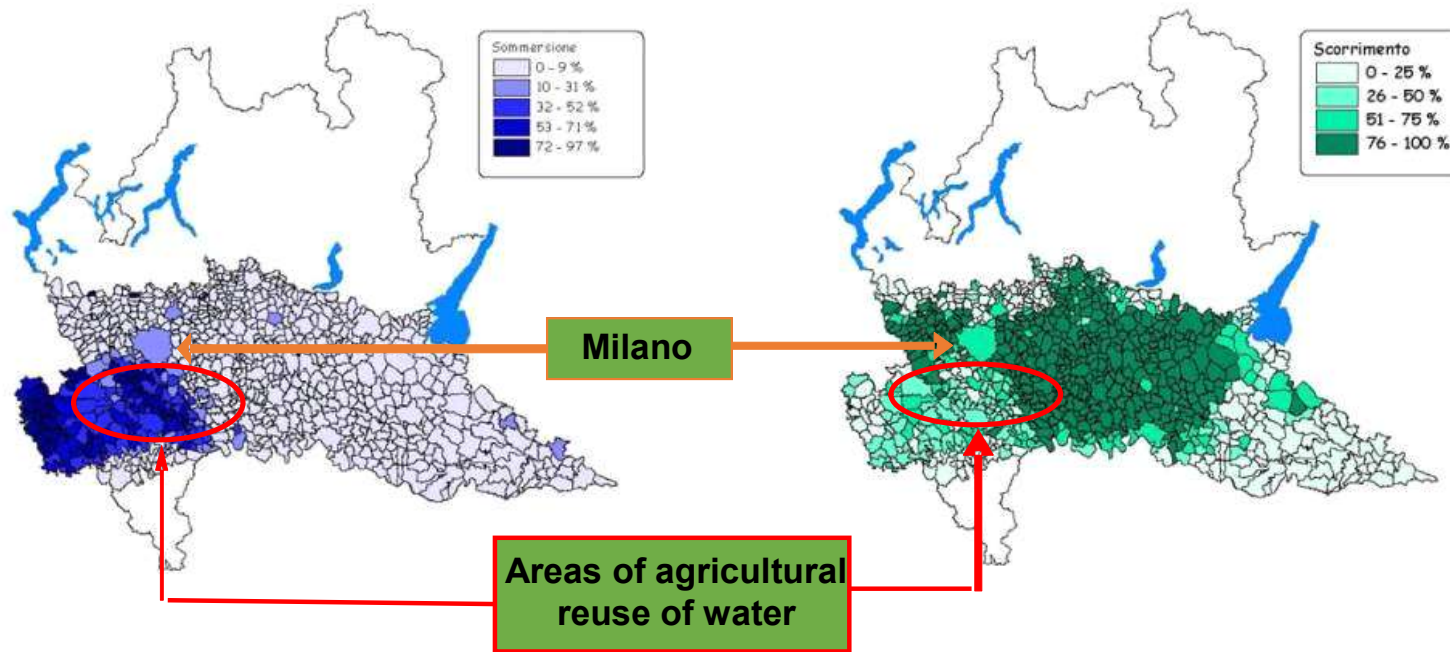 Sommersione
0 - 9 %
10 - 31 %
32 - 52 %
53 - 71 %
72 - 97 %
Scorrimento
0 - 25 %
26 - 50 %
51 - 75 %
76 - 100 %
Milano
Areas of agricultural
reuse of water